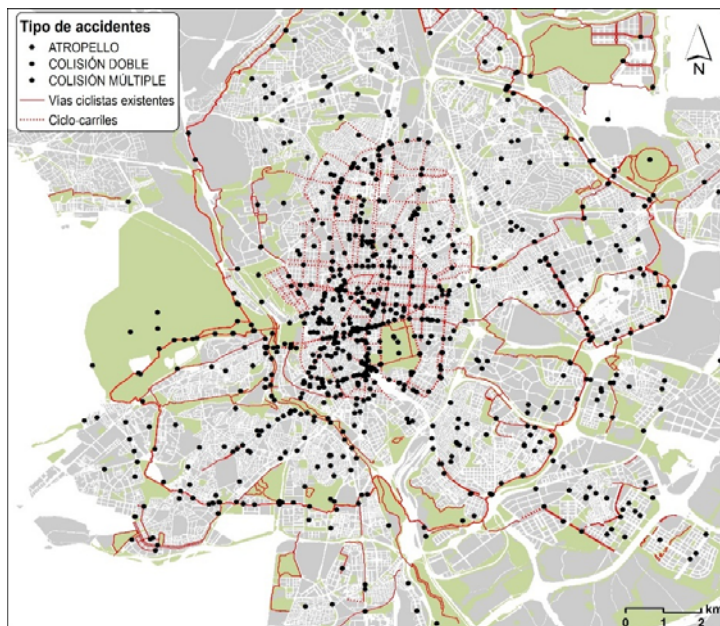 Tipo de accidentes
ATROPELLO
COLISIÓN DOBLE
COLISIÓN MÚLTIPLE
Vías ciclistas existentes
Ciclo-carriles
N
km
0 1 2